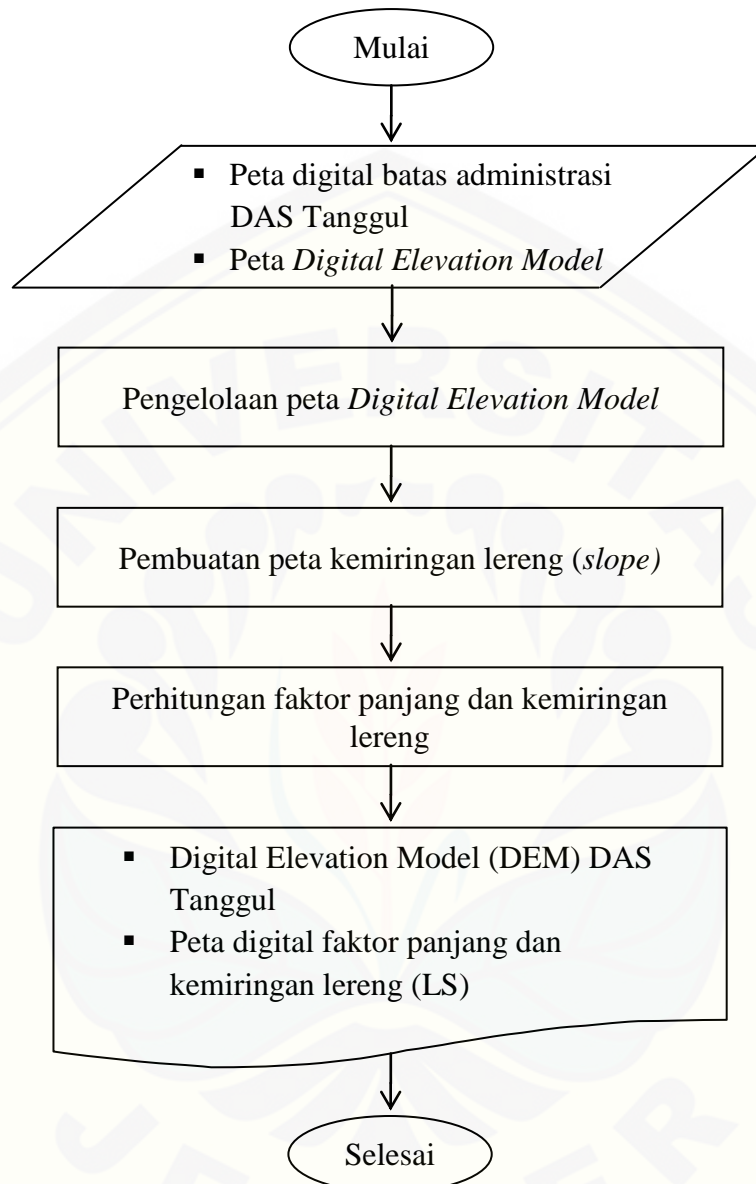 Mulai
▪ Peta digital batas administrasi
DAS Tanggul
▪ Peta Digital Elevation Model
Pengelolaan peta Digital Elevation Model
Pembuatan peta kemiringan lereng (slope)
Perhitungan faktor panjang dan kemiringan
lereng
▪ Digital Elevation Model (DEM) DAS
Tanggul
▪ Peta digital faktor panjang dan
kemiringan lereng (LS)
Selesai